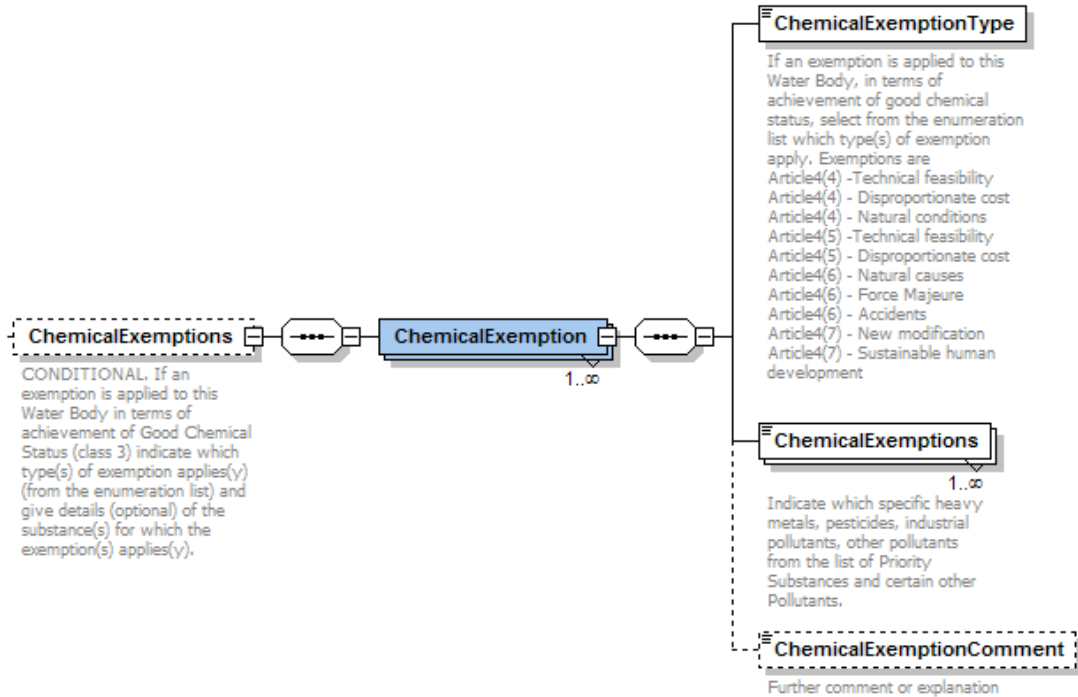 ChemicalExemptionType
If an exemption is applied to this
Water Body, in terms of
achievement of good chemical
status, select from the enumeration
list which type(s) of exemption
apply. Exemptions are
Article4(4) -Technical feasibility
Article4(4) - Disproportionate cost
Article4(4) - Natural conditions
Article4(5) -Technical feasibility
Article4(5) - Disproportionate cost
Article4(6) - Natural causes
Article4(6) - Force Majeure
Article4(6) - Accidents
Article4(7) - New modification
Article4(7) - Sustainable human
development
ChemicalExemptions
CONDITIONAL. If an
exemption is applied to this
Water Body in terms of
achievement of Good Chemical
Status (class 3) indicate which
type(s) of exemption applies(y)
(from the enumeration list) and
give details (optional) of the
substance(s) for which the
exemption(s) applies(y).
ChemicalExemption
1..∞
ChemicalExemptions
1..∞
Indicate which specific heavy
metals, pesticides, industrial
pollutants, other pollutants
from the list of Priority
Substances and certain other
Pollutants.
ChemicalExemptionComment
Further comment or explanation